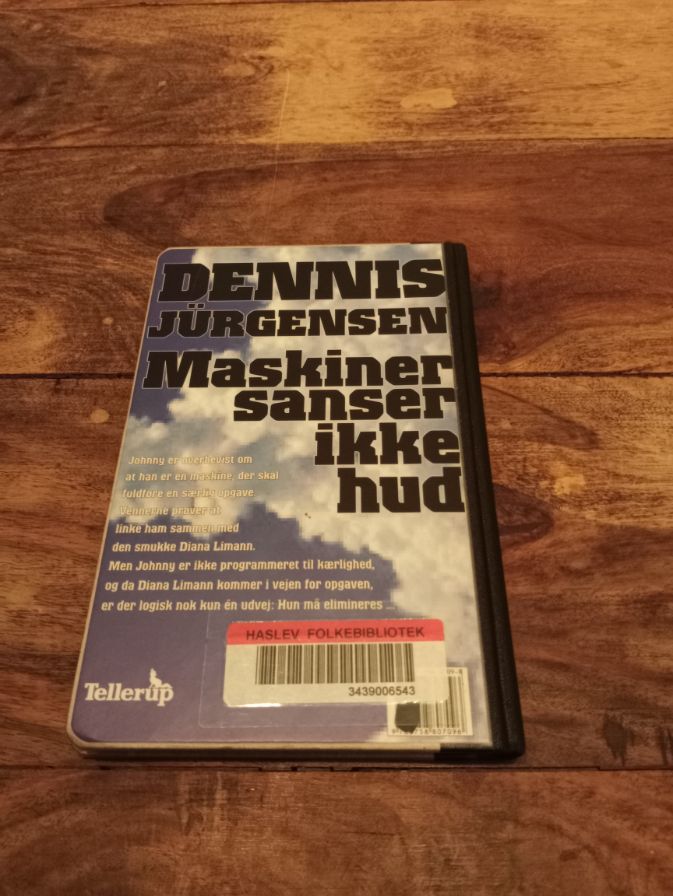 DENNIS
JÜRGENSEN
Maskiner
sanser
ikke
hud
Johnny er overbevist om
at han er en maskine, der skal
fuldføre en særlig opgave.
Vennerne prøver at
linke ham sammen med
den smukke Diana Limann.
Men Johnny er ikke programmeret til kærlighed,
og da Diana Limann kommer i vejen for opgaven,
er der logisk nok kun én udvej: Hun må elimineres ...
HASLEV FOLKEBIBLIOTEK
3439006543
Tellerup